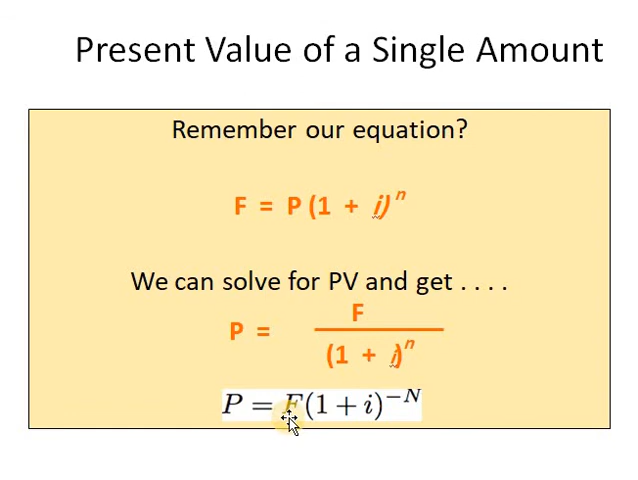 Present Value of a Single Amount
Remember our equation?
F = P (1 + i)ⁿ
We can solve for PV and get . . . .
P = F / (1 + i)ⁿ
P = F(1 + i)^{-N}